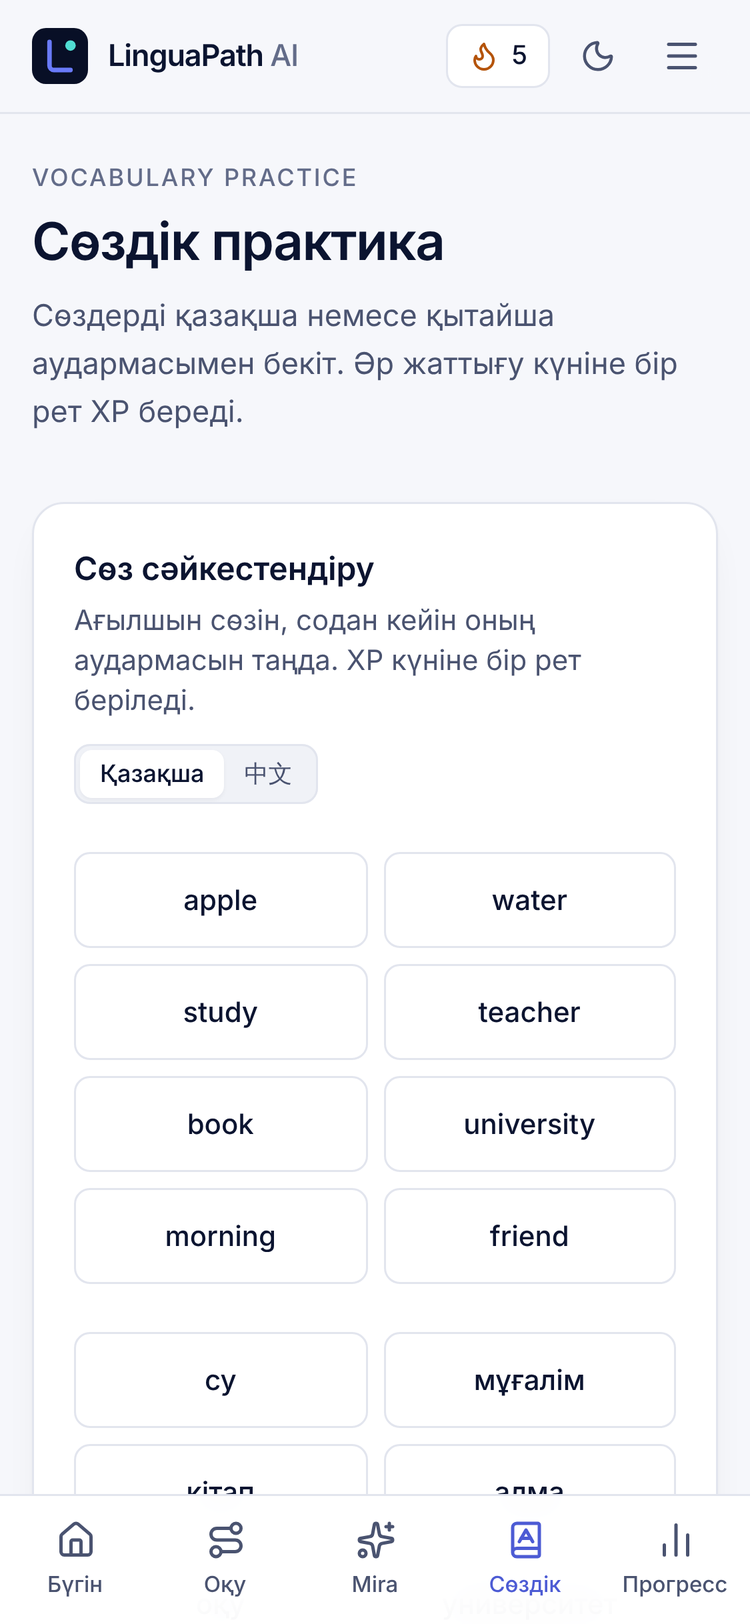 LinguaPath AI
5
VOCABULARY PRACTICE
Сөздік практика
Сөздерді қазақша немесе қытайша
аудармасымен бекіт. Әр жаттығу күніне бір
рет XP береді.
Сөз сәйкестендіру
Ағылшын сөзін, содан кейін оның
аудармасын таңда. XP күніне бір рет
беріледі.
Қазақша 中文
apple water
study teacher
book university
morning friend
су мұғалім
кітап алма
Бүгін Оқу Mira Сөздік Прогресс
оқу университет